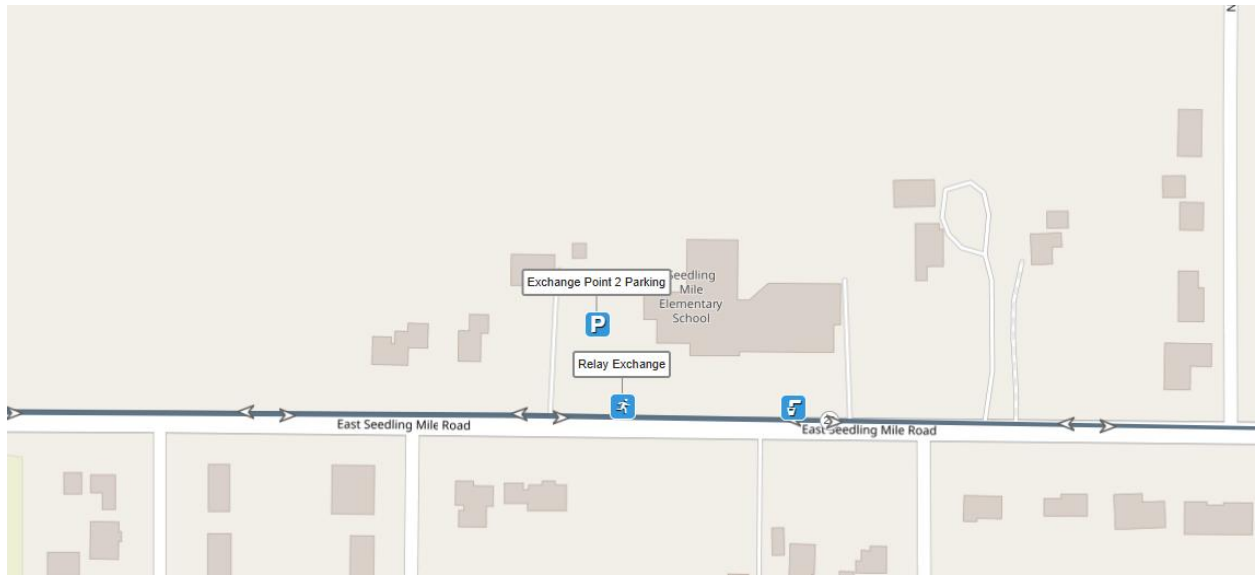 Exchange Point 2 Parking
Seedling
Mile
Elementary
School
P
Relay Exchange
East Seedling Mile Road
East Seedling Mile Road